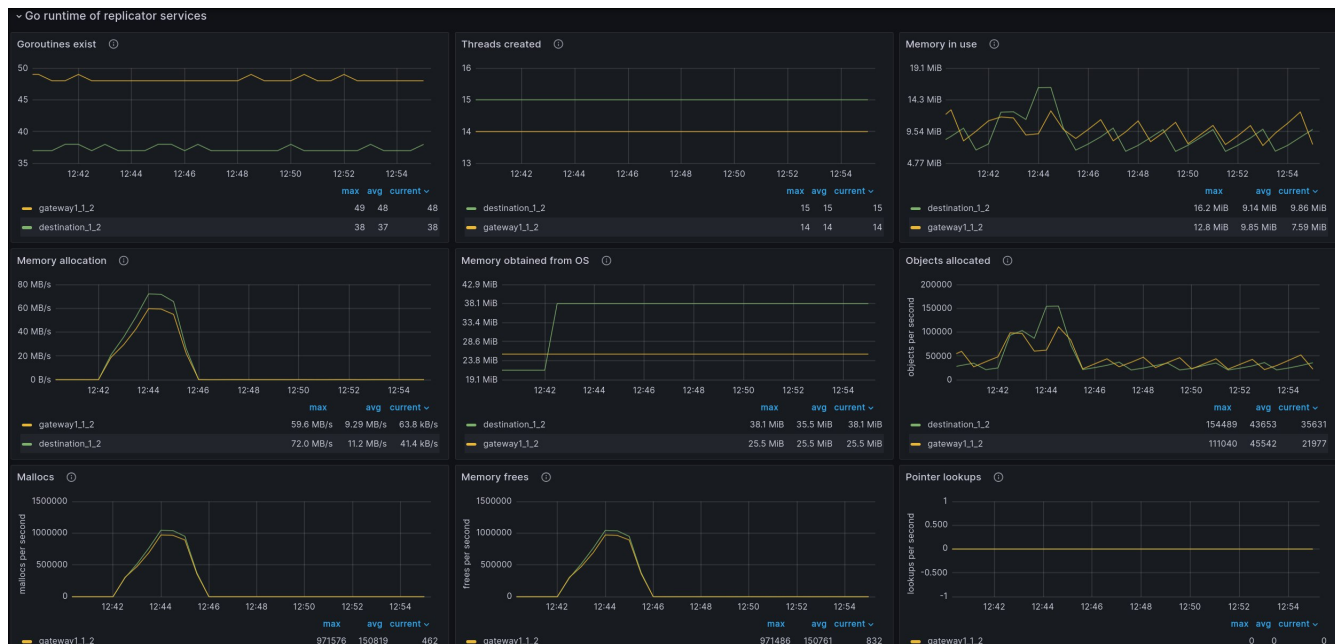 Go runtime of replicator services
Goroutines exist
50
45
40
35
12:42 12:44 12:46 12:48 12:50 12:52 12:54
max avg current
gateway1_1_2 49 48 48
destination_1_2 38 37 38
Threads created
16
15
14
13
12:42 12:44 12:46 12:48 12:50 12:52 12:54
max avg current
destination_1_2 15 15 15
gateway1_1_2 14 14 14
Memory in use
19.1 MiB
14.3 MiB
9.54 MiB
4.77 MiB
12:42 12:44 12:46 12:48 12:50 12:52 12:54
max avg current
destination_1_2 16.2 MiB 9.14 MiB 9.86 MiB
gateway1_1_2 12.8 MiB 9.85 MiB 7.59 MiB
Memory allocation
80 MB/s
60 MB/s
40 MB/s
20 MB/s
0 B/s
12:42 12:44 12:46 12:48 12:50 12:52 12:54
max avg current
gateway1_1_2 59.6 MB/s 9.29 MB/s 63.8 kB/s
destination_1_2 72.0 MB/s 11.2 MB/s 41.4 kB/s
Memory obtained from OS
42.9 MiB
38.1 MiB
33.4 MiB
28.6 MiB
23.8 MiB
19.1 MiB
12:42 12:44 12:46 12:48 12:50 12:52 12:54
max avg current
destination_1_2 38.1 MiB 35.5 MiB 38.1 MiB
gateway1_1_2 25.5 MiB 25.5 MiB 25.5 MiB
Objects allocated
objects per second
200000
150000
100000
50000
0
12:42 12:44 12:46 12:48 12:50 12:52 12:54
max avg current
destination_1_2 154489 43653 35631
gateway1_1_2 111040 45542 21977
Mallocs
mallocs per second
1500000
1000000
500000
0
12:42 12:44 12:46 12:48 12:50 12:52 12:54
max avg current
gateway1_1_2 971576 150819 462
Memory frees
frees per second
1500000
1000000
500000
0
12:42 12:44 12:46 12:48 12:50 12:52 12:54
max avg current
gateway1_1_2 971486 150761 832
Pointer lookups
lookups per second
1
0.500
0
-0.500
-1
12:42 12:44 12:46 12:48 12:50 12:52 12:54
max avg current
gateway1_1_2 0 0 0